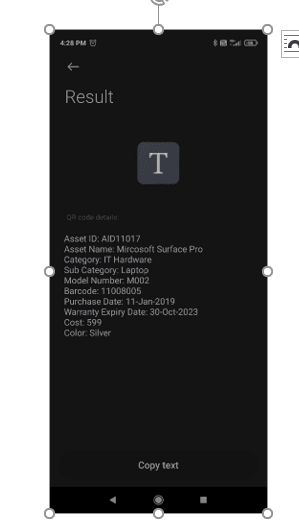 4:28 PM
Result
T
QR code details
Asset ID: AID11017
Asset Name: Mircosoft Surface Pro
Category: IT Hardware
Sub Category: Laptop
Model Number: M002
Barcode: 11008005
Purchase Date: 11-Jan-2019
Warranty Expiry Date: 30-Oct-2023
Cost: 599
Color: Silver
Copy text